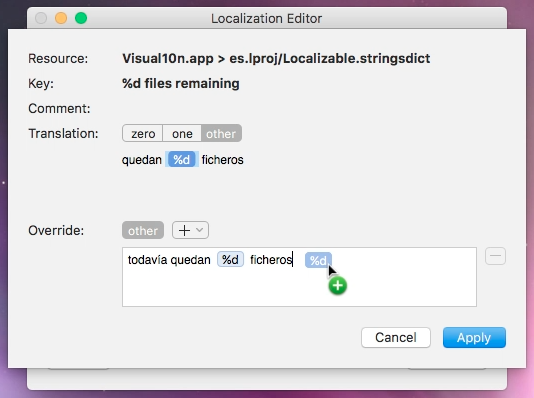 Localization Editor
Resource: Visual10n.app > es.lproj/Localizable.stringsdict
Key: %d files remaining
Comment:
Translation: zero one other
quedan %d ficheros
Override: other
todavía quedan %d ficheros %d
Cancel Apply